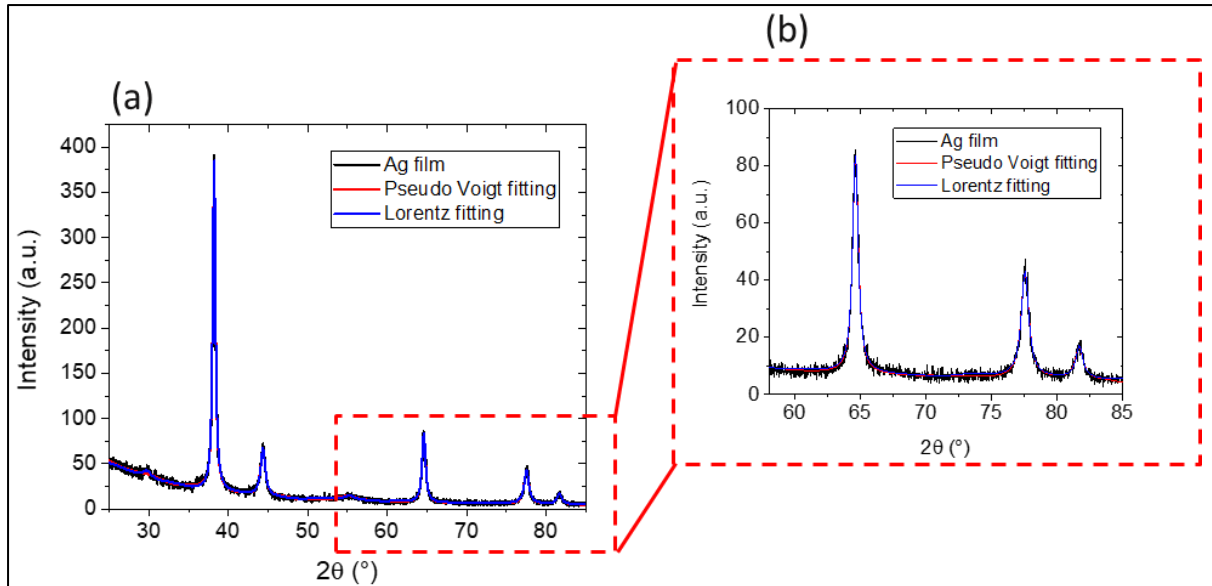 (a)
Intensity (a.u.)
400
350
300
250
200
150
100
50
0
30
40
50
60
70
80
2θ (°)
Ag film
Pseudo Voigt fitting
Lorentz fitting
(b)
Intensity (a.u.)
100
80
60
40
20
0
60
65
70
75
80
85
2θ (°)
Ag film
Pseudo Voigt fitting
Lorentz fitting